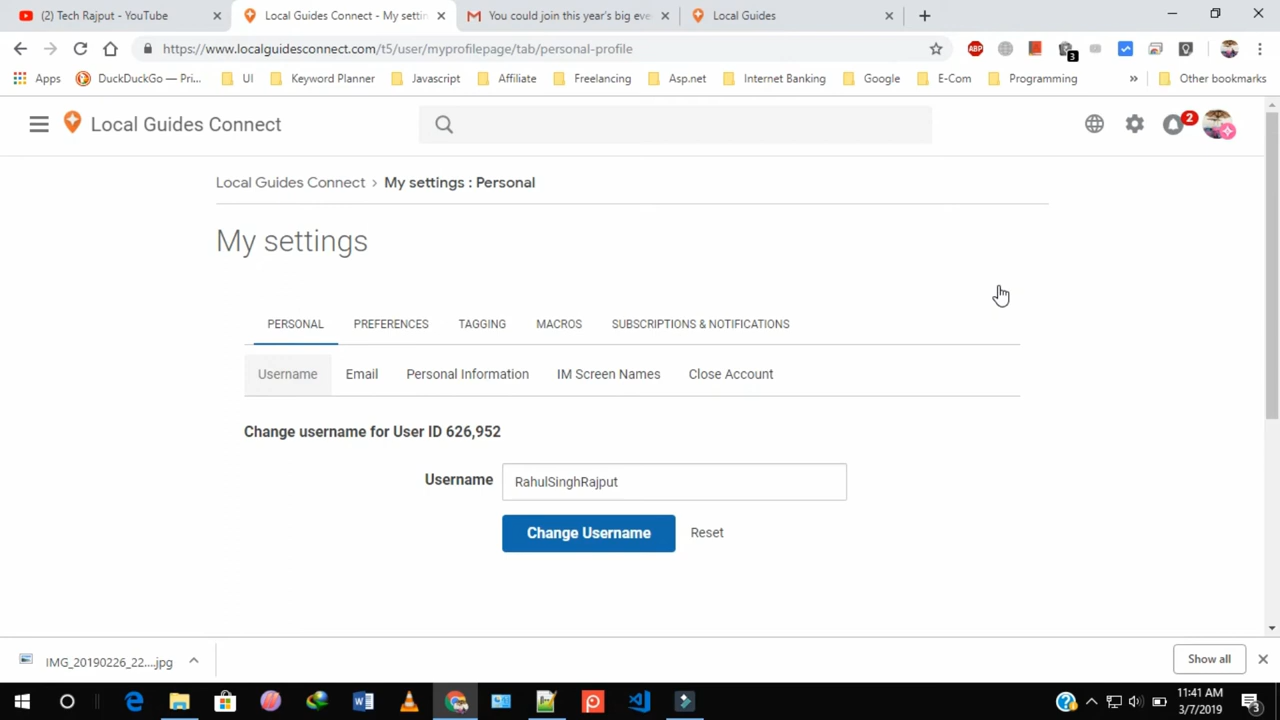 (2) Tech Rajput - YouTube
Local Guides Connect - My settin
You could join this year's big eve
Local Guides
https://www.localguidesconnect.com/t5/user/myprofilepage/tab/personal-profile
ABP
3
Apps
DuckDuckGo — Pri...
UI
Keyword Planner
Javascript
Affiliate
Freelancing
Asp.net
Internet Banking
Google
E-Com
Programming
»
Other bookmarks
Local Guides Connect
2
Local Guides Connect > My settings : Personal
My settings
PERSONAL PREFERENCES TAGGING MACROS SUBSCRIPTIONS & NOTIFICATIONS
Username Email Personal Information IM Screen Names Close Account
Change username for User ID 626,952
Username RahulSinghRajput
Change Username Reset
IMG_20190226_22....jpg
Show all
11:41 AM
3/7/2019
3